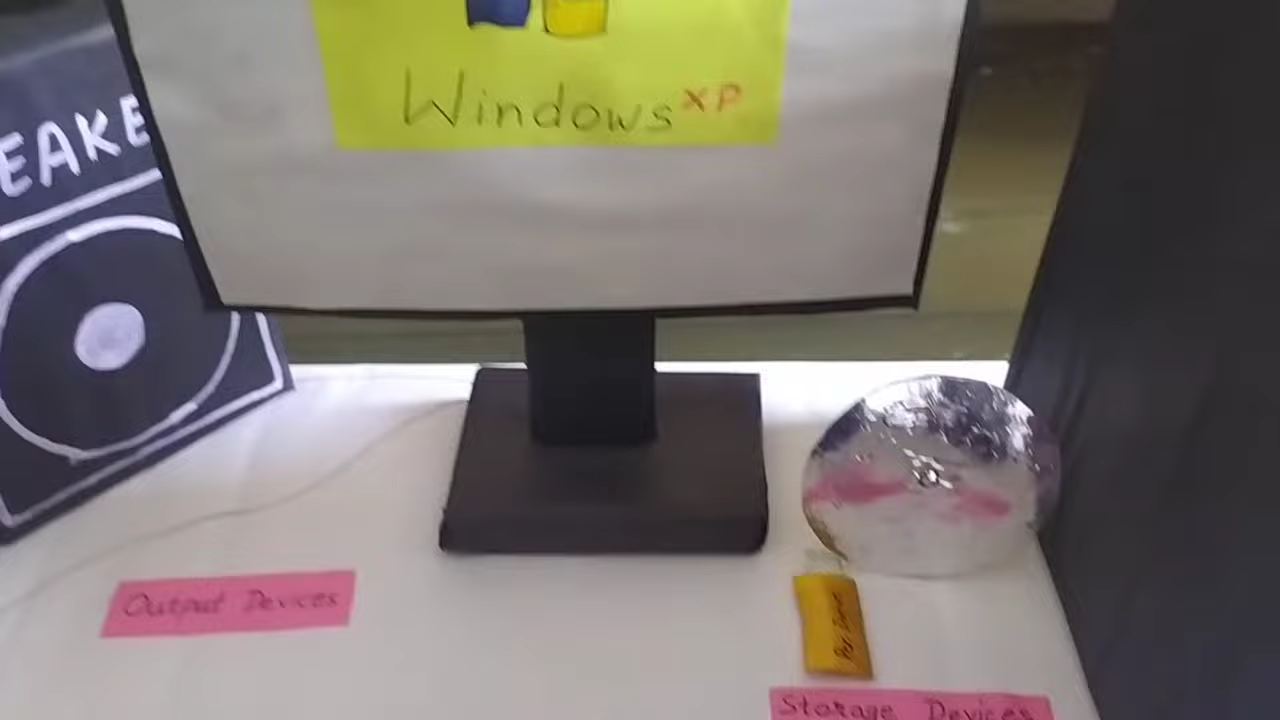 EAKE
Windows XP
Output Devices
Pen Drive
Storage Devices